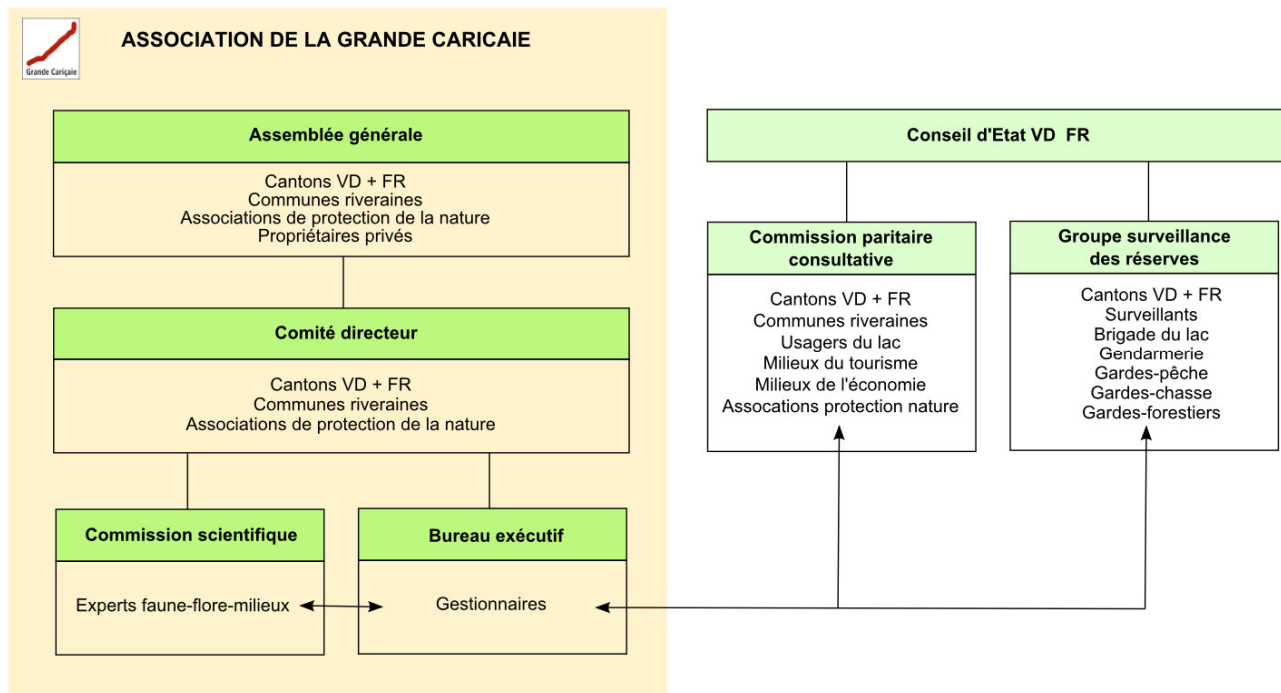 ASSOCIATION DE LA GRANDE CARICAIE
Grande Cariçaie
Assemblée générale
Cantons VD + FR
Communes riveraines
Associations de protection de la nature
Propriétaires privés
Comité directeur
Cantons VD + FR
Communes riveraines
Associations de protection de la nature
Commission scientifique
Experts faune-flore-milieux
Bureau exécutif
Gestionnaires
Conseil d'Etat VD FR
Commission paritaire
consultative
Cantons VD + FR
Communes riveraines
Usagers du lac
Milieux du tourisme
Milieux de l'économie
Assocations protection nature
Groupe surveillance
des réserves
Cantons VD + FR
Surveillants
Brigade du lac
Gendarmerie
Gardes-pêche
Gardes-chasse
Gardes-forestiers